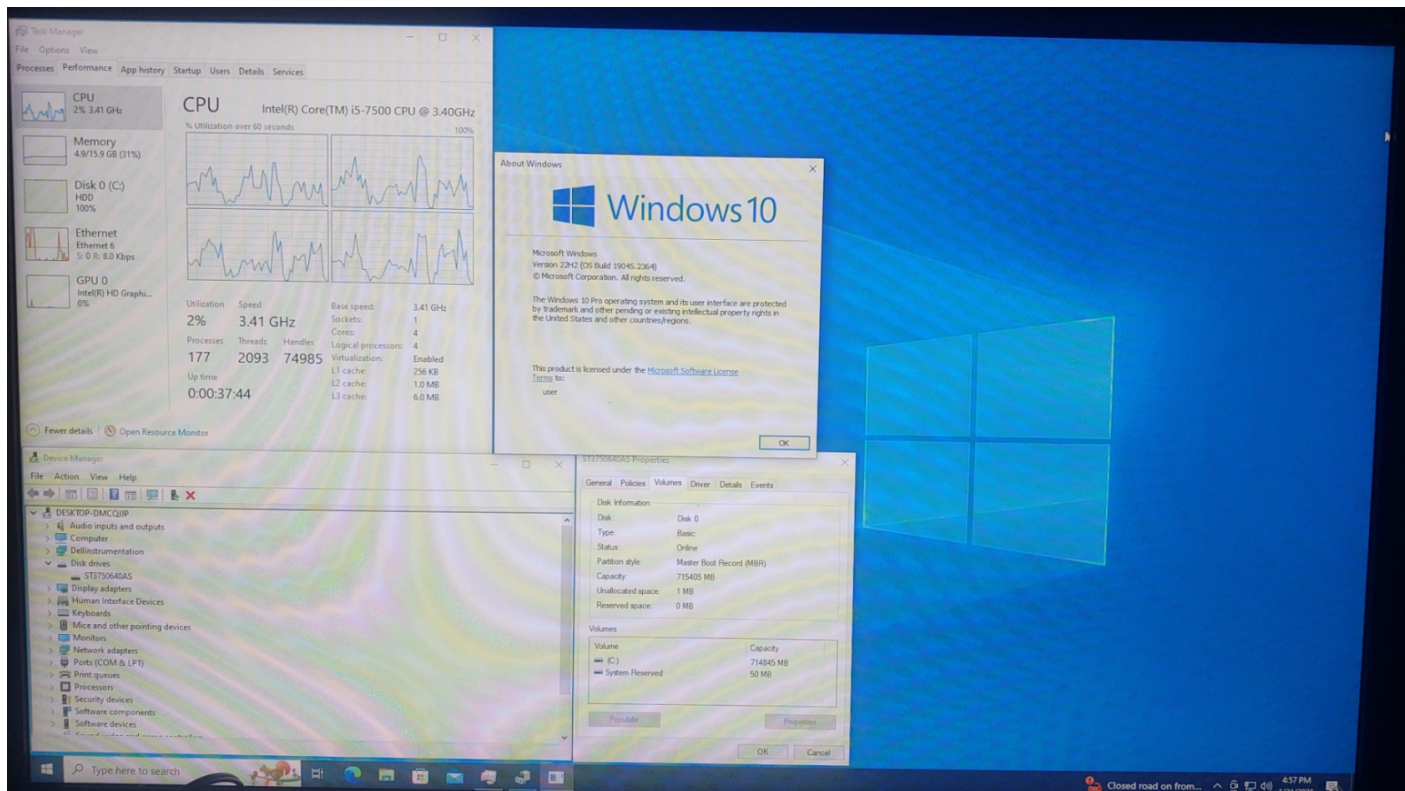 Task Manager
File Options View
Processes Performance App history Startup Users Details Services
CPU
2% 3.41 GHz
Memory
4.9/15.9 GB (31%)
Disk 0 (C:)
HDD
100%
Ethernet
Ethernet 6
S: 0 R: 8.0 Kbps
GPU 0
Intel(R) HD Graphi...
0%
CPU Intel(R) Core(TM) i5-7500 CPU @ 3.40GHz
% Utilization over 60 seconds 100%
Utilization Speed
2% 3.41 GHz
Processes Threads Handles
177 2093 74985
Up time
0:00:37:44
Base speed: 3.41 GHz
Sockets: 1
Cores: 4
Logical processors: 4
Virtualization: Enabled
L1 cache: 256 KB
L2 cache: 1.0 MB
L3 cache: 6.0 MB
Fewer details Open Resource Monitor
About Windows
Windows 10
Microsoft Windows
Version 22H2 (OS Build 19045.2364)
© Microsoft Corporation. All rights reserved.
The Windows 10 Pro operating system and its user interface are protected
by trademark and other pending or existing intellectual property rights in
the United States and other countries/regions.
This product is licensed under the Microsoft Software License
Terms to:
user
OK
Device Manager
File Action View Help
DESKTOP-DMCQIJP
Audio inputs and outputs
Computer
DellInstrumentation
Disk drives
ST3750640AS
Display adapters
Human Interface Devices
Keyboards
Mice and other pointing devices
Monitors
Network adapters
Ports (COM & LPT)
Print queues
Processors
Security devices
Software components
Software devices
ST3750640AS Properties
General Policies Volumes Driver Details Events
Disk Information
Disk: Disk 0
Type: Basic
Status: Online
Partition style: Master Boot Record (MBR)
Capacity: 715405 MB
Unallocated space: 1 MB
Reserved space: 0 MB
Volumes
Volume Capacity
(C:) 714845 MB
System Reserved 50 MB
Populate Properties
OK Cancel
Type here to search
Closed road on from...
4:57 PM